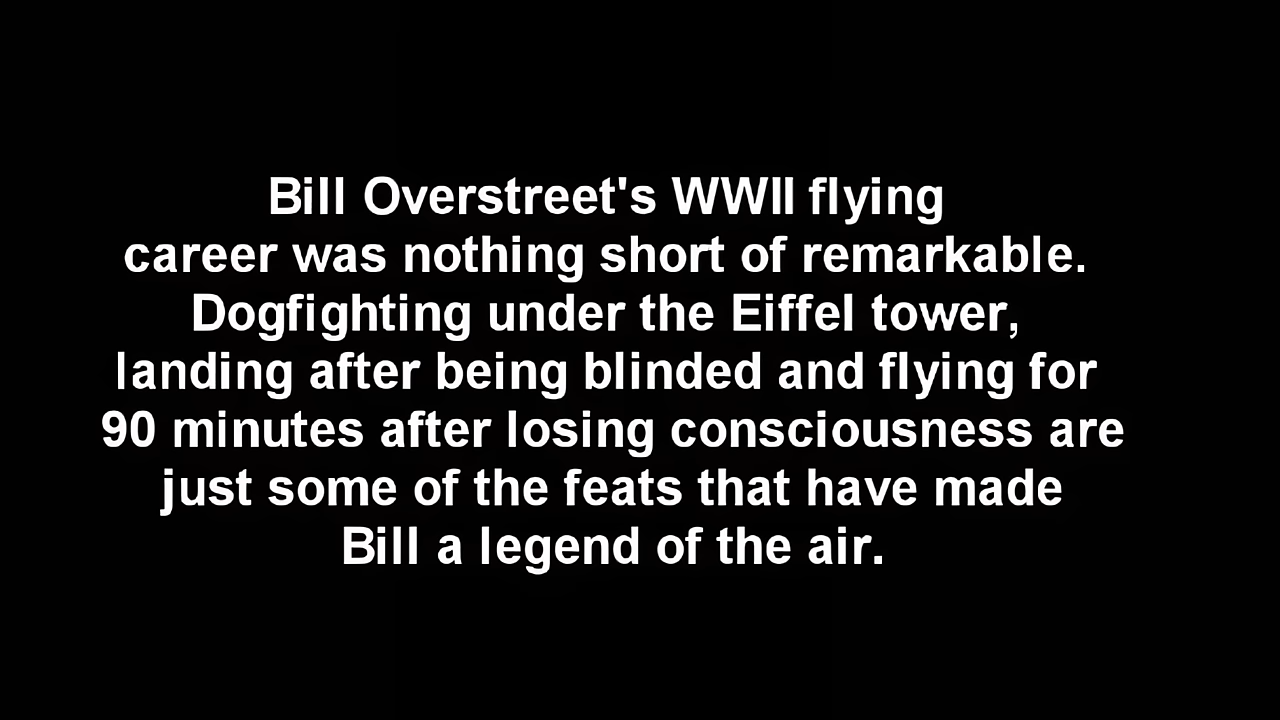 Bill Overstreet's WWII flying
career was nothing short of remarkable.
Dogfighting under the Eiffel tower,
landing after being blinded and flying for
90 minutes after losing consciousness are
just some of the feats that have made
Bill a legend of the air.